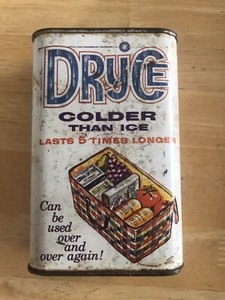 DRYCE
COLDER
THAN ICE
LASTS 5 TIMES LONGER
Can
be
used
over
and
over again!